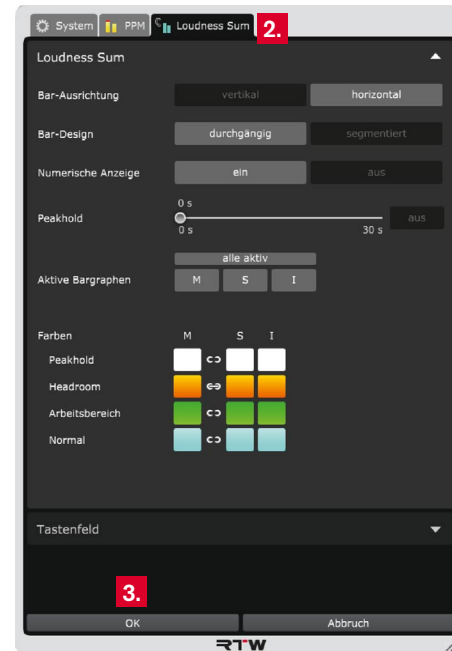 System PPM Loudness Sum 2.
Loudness Sum
Bar-Ausrichtung vertikal horizontal
Bar-Design durchgängig segmentiert
Numerische Anzeige ein aus
0 s
Peakhold aus
0 s 30 s
alle aktiv
Aktive Bargraphen M S I
Farben M S I
Peakhold
Headroom
Arbeitsbereich
Normal
Tastenfeld
3.
OK Abbruch
RTW